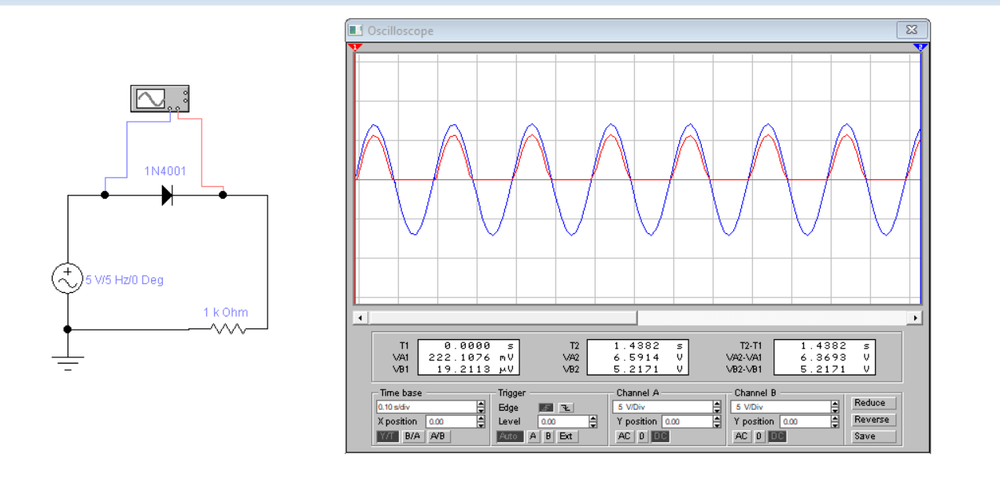 Oscilloscope
1
2
1N4001
5 V/5 Hz/0 Deg
1 k Ohm
T1 0.0000 s
VA1 222.1076 mV
VB1 19.2113 µV
T2 1.4382 s
VA2 6.5914 V
VB2 5.2171 V
T2-T1 1.4382 s
VA2-VA1 6.3693 V
VB2-VB1 5.2171 V
Time base
0.10 s/div
X position 0.00
Y/T B/A A/B
Trigger
Edge
Level 0.00
Auto A B Ext
Channel A
5 V/Div
Y position 0.00
AC 0 DC
Channel B
5 V/Div
Y position 0.00
AC 0 DC
Reduce
Reverse
Save